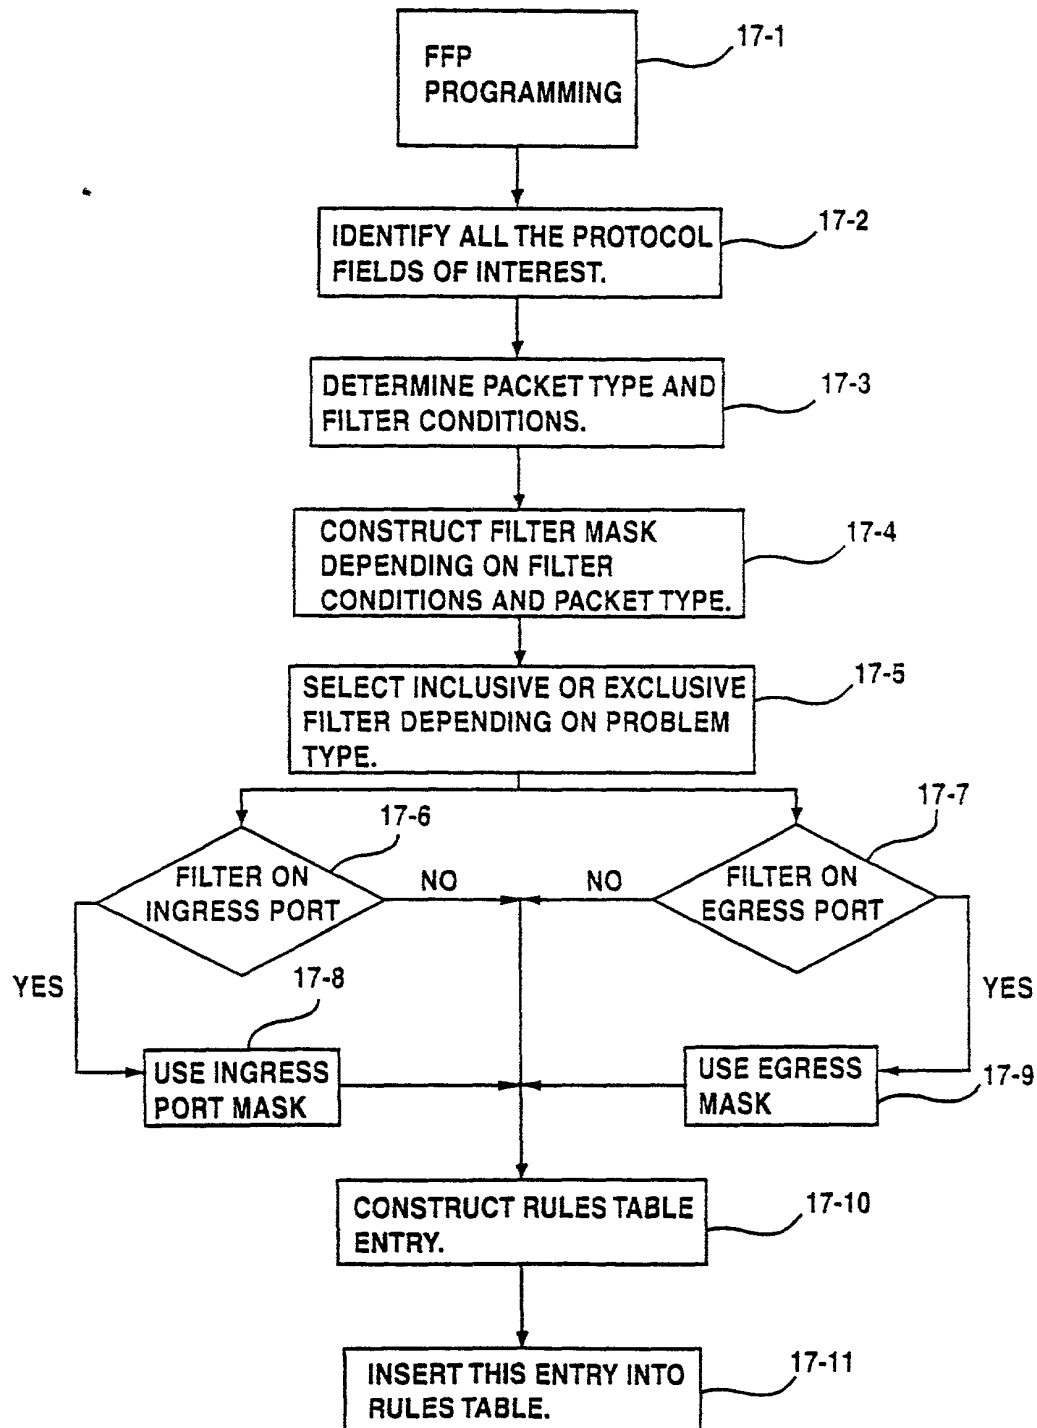 FFP
PROGRAMMING
17-1
IDENTIFY ALL THE PROTOCOL
FIELDS OF INTEREST.
17-2
DETERMINE PACKET TYPE AND
FILTER CONDITIONS.
17-3
CONSTRUCT FILTER MASK
DEPENDING ON FILTER
CONDITIONS AND PACKET TYPE.
17-4
SELECT INCLUSIVE OR EXCLUSIVE
FILTER DEPENDING ON PROBLEM
TYPE.
17-5
17-6
FILTER ON
INGRESS PORT
NO
YES
17-7
FILTER ON
EGRESS PORT
NO
YES
17-8
USE INGRESS
PORT MASK
USE EGRESS
MASK
17-9
CONSTRUCT RULES TABLE
ENTRY.
17-10
INSERT THIS ENTRY INTO
RULES TABLE.
17-11